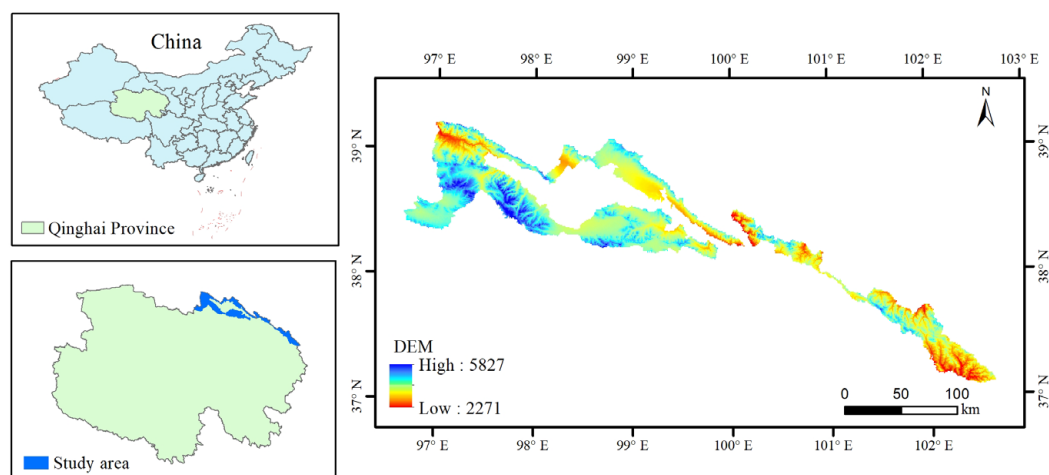 China
Qinghai Province
Study area
97° E 98° E 99° E 100° E 101° E 102° E 103° E
N
39° N
39° N
38° N
38° N
37° N
37° N
DEM
High : 5827
Low : 2271
0 50 100
km
97° E 98° E 99° E 100° E 101° E 102° E